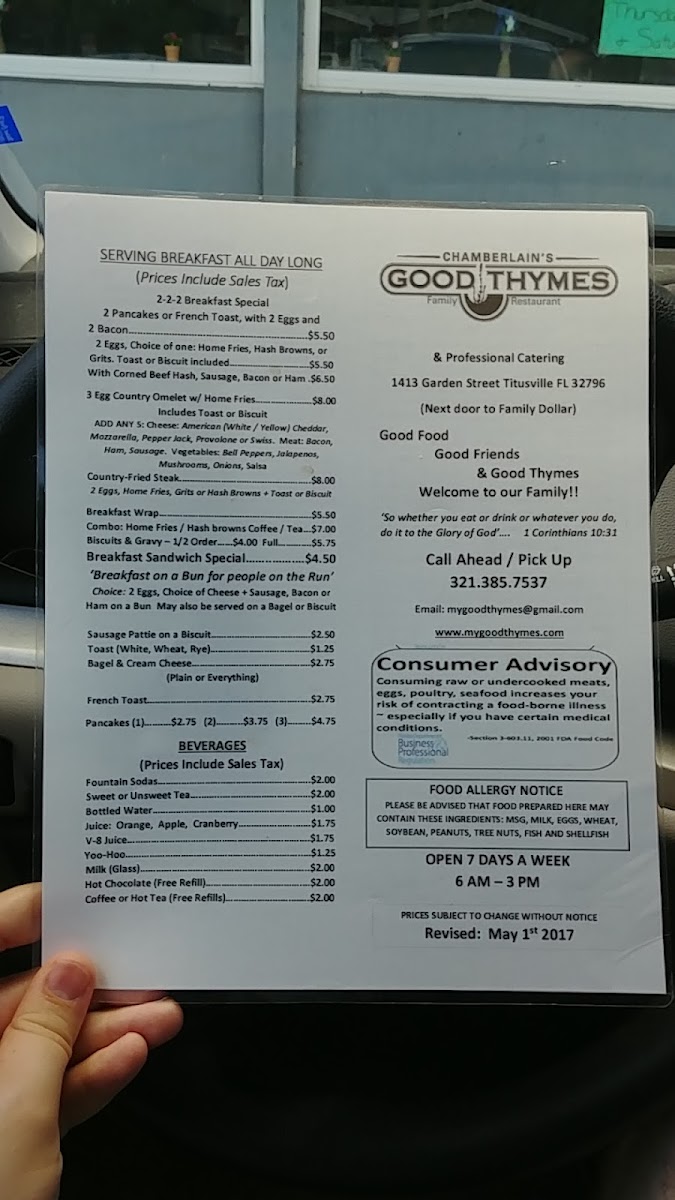 Thursda
+ Satu
SERVING BREAKFAST ALL DAY LONG
(Prices Include Sales Tax)
2-2-2 Breakfast Special
2 Pancakes or French Toast, with 2 Eggs and
2 Bacon....$5.50
2 Eggs, Choice of one: Home Fries, Hash Browns, or
Grits. Toast or Biscuit included....$5.50
With Corned Beef Hash, Sausage, Bacon or Ham .$6.50
3 Egg Country Omelet w/ Home Fries....$8.00
Includes Toast or Biscuit
ADD ANY 5: Cheese: American (White / Yellow) Cheddar,
Mozzarella, Pepper Jack, Provolone or Swiss. Meat: Bacon,
Ham, Sausage. Vegetables: Bell Peppers, Jalapenos,
Mushrooms, Onions, Salsa
Country-Fried Steak....$8.00
2 Eggs, Home Fries, Grits or Hash Browns + Toast or Biscuit
Breakfast Wrap....$5.50
Combo: Home Fries / Hash browns Coffee / Tea...$7.00
Biscuits & Gravy – 1/2 Order......$4.00 Full....$5.75
Breakfast Sandwich Special....$4.50
'Breakfast on a Bun for people on the Run'
Choice: 2 Eggs, Choice of Cheese + Sausage, Bacon or
Ham on a Bun May also be served on a Bagel or Biscuit
Sausage Pattie on a Biscuit....$2.50
Toast (White, Wheat, Rye)....$1.25
Bagel & Cream Cheese....$2.75
(Plain or Everything)
French Toast....$2.75
Pancakes (1)....$2.75 (2)....$3.75 (3)....$4.75
BEVERAGES
(Prices Include Sales Tax)
Fountain Sodas....$2.00
Sweet or Unsweet Tea....$2.00
Bottled Water....$1.00
Juice: Orange, Apple, Cranberry....$1.75
V-8 Juice....$1.75
Yoo-Hoo....$1.25
Milk (Glass)....$2.00
Hot Chocolate (Free Refill)....$2.00
Coffee or Hot Tea (Free Refills)....$2.00
CHAMBERLAIN'S
GOOD THYMES
Family Restaurant
& Professional Catering
1413 Garden Street Titusville FL 32796
(Next door to Family Dollar)
Good Food
Good Friends
& Good Thymes
Welcome to our Family!!
'So whether you eat or drink or whatever you do,
do it to the Glory of God'.... 1 Corinthians 10:31
Call Ahead / Pick Up
321.385.7537
Email: mygoodthymes@gmail.com
www.mygoodthymes.com
Consumer Advisory
Consuming raw or undercooked meats,
eggs, poultry, seafood increases your
risk of contracting a food-borne illness
~ especially if you have certain medical
conditions.
-Section 3-603.11, 2001 FDA Food Code
Business
Professional
Regulation
FOOD ALLERGY NOTICE
PLEASE BE ADVISED THAT FOOD PREPARED HERE MAY
CONTAIN THESE INGREDIENTS: MSG, MILK, EGGS, WHEAT,
SOYBEAN, PEANUTS, TREE NUTS, FISH AND SHELLFISH
OPEN 7 DAYS A WEEK
6 AM – 3 PM
PRICES SUBJECT TO CHANGE WITHOUT NOTICE
Revised: May 1st 2017